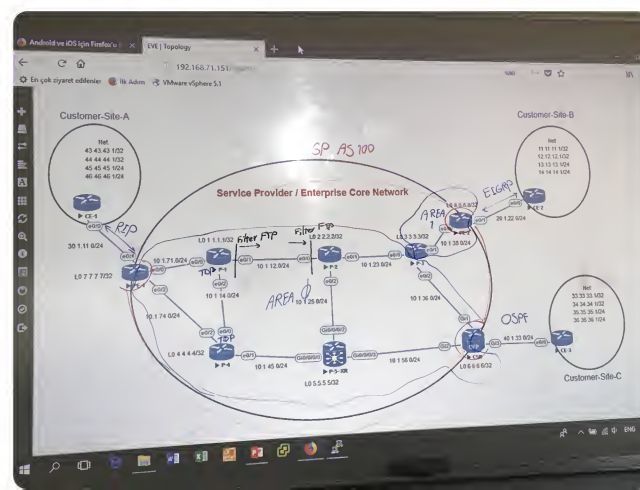 Android ve iOS için Firefox'u
EVE | Topology
192.168.71.151
En çok ziyaret edilenler
İlk Adım
VMware vSphere 5.1
Customer-Site-A
Net
43 43.43 1/32
44 44 44 1/32
45 45 45 1/24
46 46 46 1/24
CE-1
e0/0
RIP
30 1.11 0/24
L0 7 7 7 7/32
SP AS 100
Service Provider / Enterprise Core Network
Customer-Site-B
Net
11 11 11 1/32
12 12 12 1/32
13 13 13 1/24
14 14 14 1/24
EIGRP
CE-2
20 1.22 0/24
AREA
1
L0 3 3 3 3/32
P-3
10 1 38 0/24
L0 1 1 1 1/32
P-1
TDP
Filter FTP
10 1.71.0/24
10 1 12.0/24
Filter FTP
L0 2 2 2 2/32
P-2
10 1.23 0/24
AREA 0
10 1 14 0/24
10 1 25 0/24
10 1 36 0/24
10 1 74 0/24
TDP
L0 4 4 4 4/32
P-4
10 1 45 0/24
Gi0/0/0/2
P-5-XR
L0 5 5 5 5/32
10 1 56 0/24
OSPF
L0 6 6 6 6/32
40 1.33 0/24
CE-3
Net
33 33 33 1/32
34 34 34 1/32
35 35 35 1/24
36 36 36 1/24
Customer-Site-C
ENG